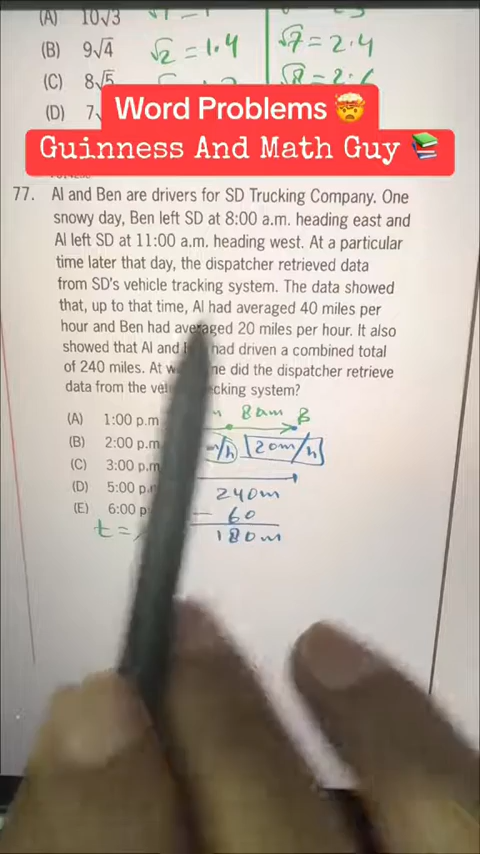 (A) 10√3
(B) 9√4
(C) 8√5
(D) 7
√2 = 1.4
√7 = 2.4
√8 = 2.6
Word Problems 🤯
Guinness And Math Guy 📚
77. Al and Ben are drivers for SD Trucking Company. One
snowy day, Ben left SD at 8:00 a.m. heading east and
Al left SD at 11:00 a.m. heading west. At a particular
time later that day, the dispatcher retrieved data
from SD's vehicle tracking system. The data showed
that, up to that time, Al had averaged 40 miles per
hour and Ben had averaged 20 miles per hour. It also
showed that Al and had driven a combined total
of 240 miles. At did the dispatcher retrieve
data from the tracking system?
(A) 1:00 p.m
(B) 2:00 p.m
(C) 3:00 p.m
(D) 5:00 p.m
(E) 6:00 p
8am B
m/h 20m/h
240m
- 60
180m
t =